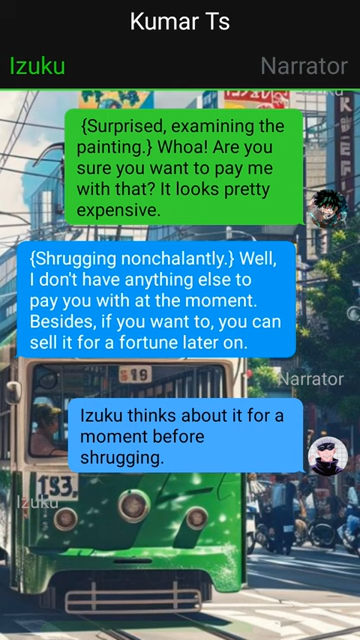 Kumar Ts
Izuku
Narrator
{Surprised, examining the
painting.} Whoa! Are you
sure you want to pay me
with that? It looks pretty
expensive.
{Shrugging nonchalantly.} Well,
I don't have anything else to
pay you with at the moment.
Besides, if you want to, you can
sell it for a fortune later on.
Narrator
Izuku thinks about it for a
moment before
shrugging.
Izuku
519
193